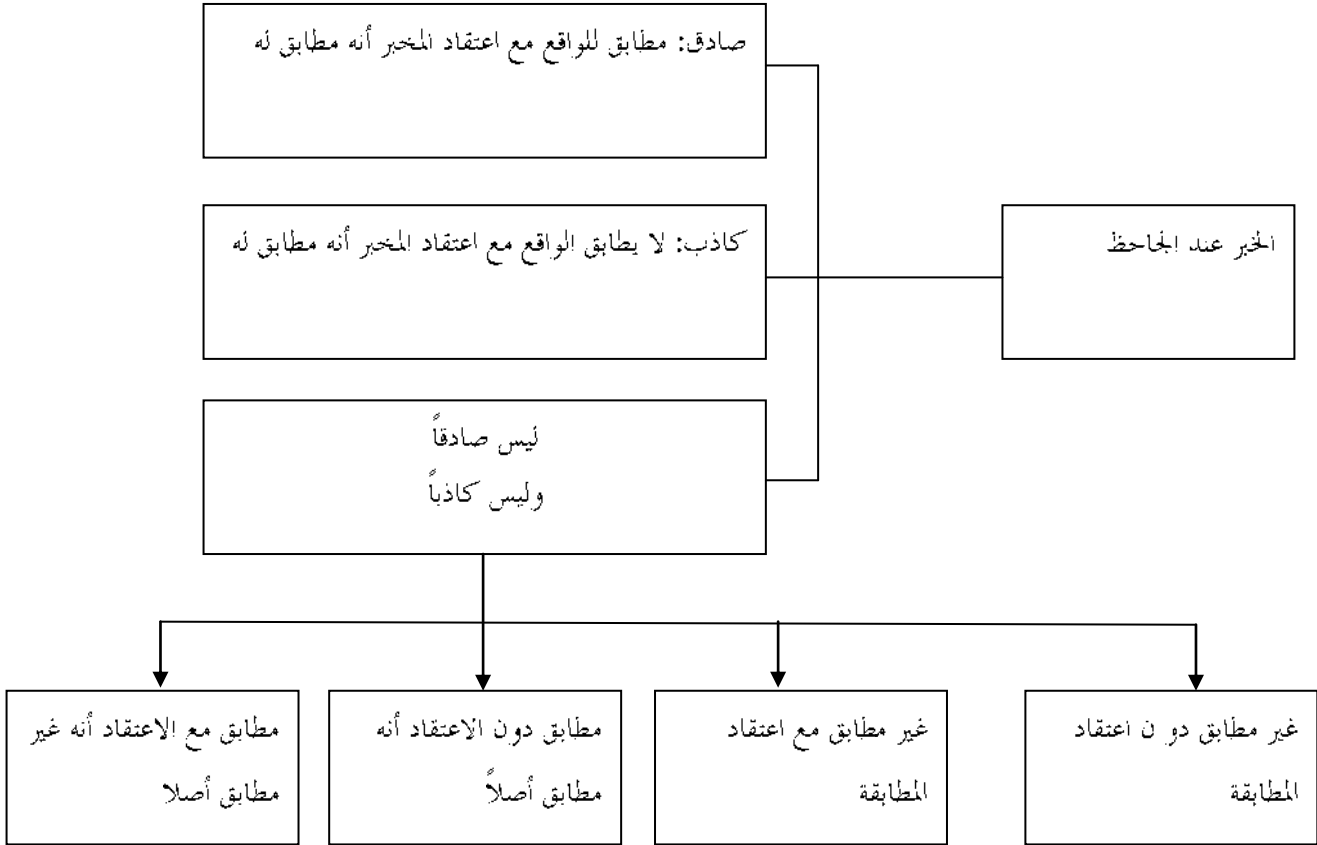 الخبر عند الجاحظ
صادق: مطابق للواقع مع اعتقاد المخبر أنه مطابق له
كاذب: لا يطابق الواقع مع اعتقاد المخبر أنه مطابق له
ليس صادقاً
وليس كاذباً
غير مطابق دو ن اعتقاد
المطابقة
غير مطابق مع اعتقاد
المطابقة
مطابق دون الاعتقاد أنه
مطابق أصلاً
مطابق مع الاعتقاد أنه غير
مطابق أصلا